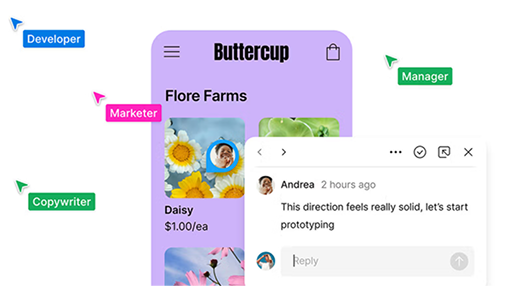 Developer
Buttercup
Manager
Flore Farms
Marketer
Andrea 2 hours ago
This direction feels really solid, let's start
prototyping
Copywriter
Daisy
$1.00/ea
Reply